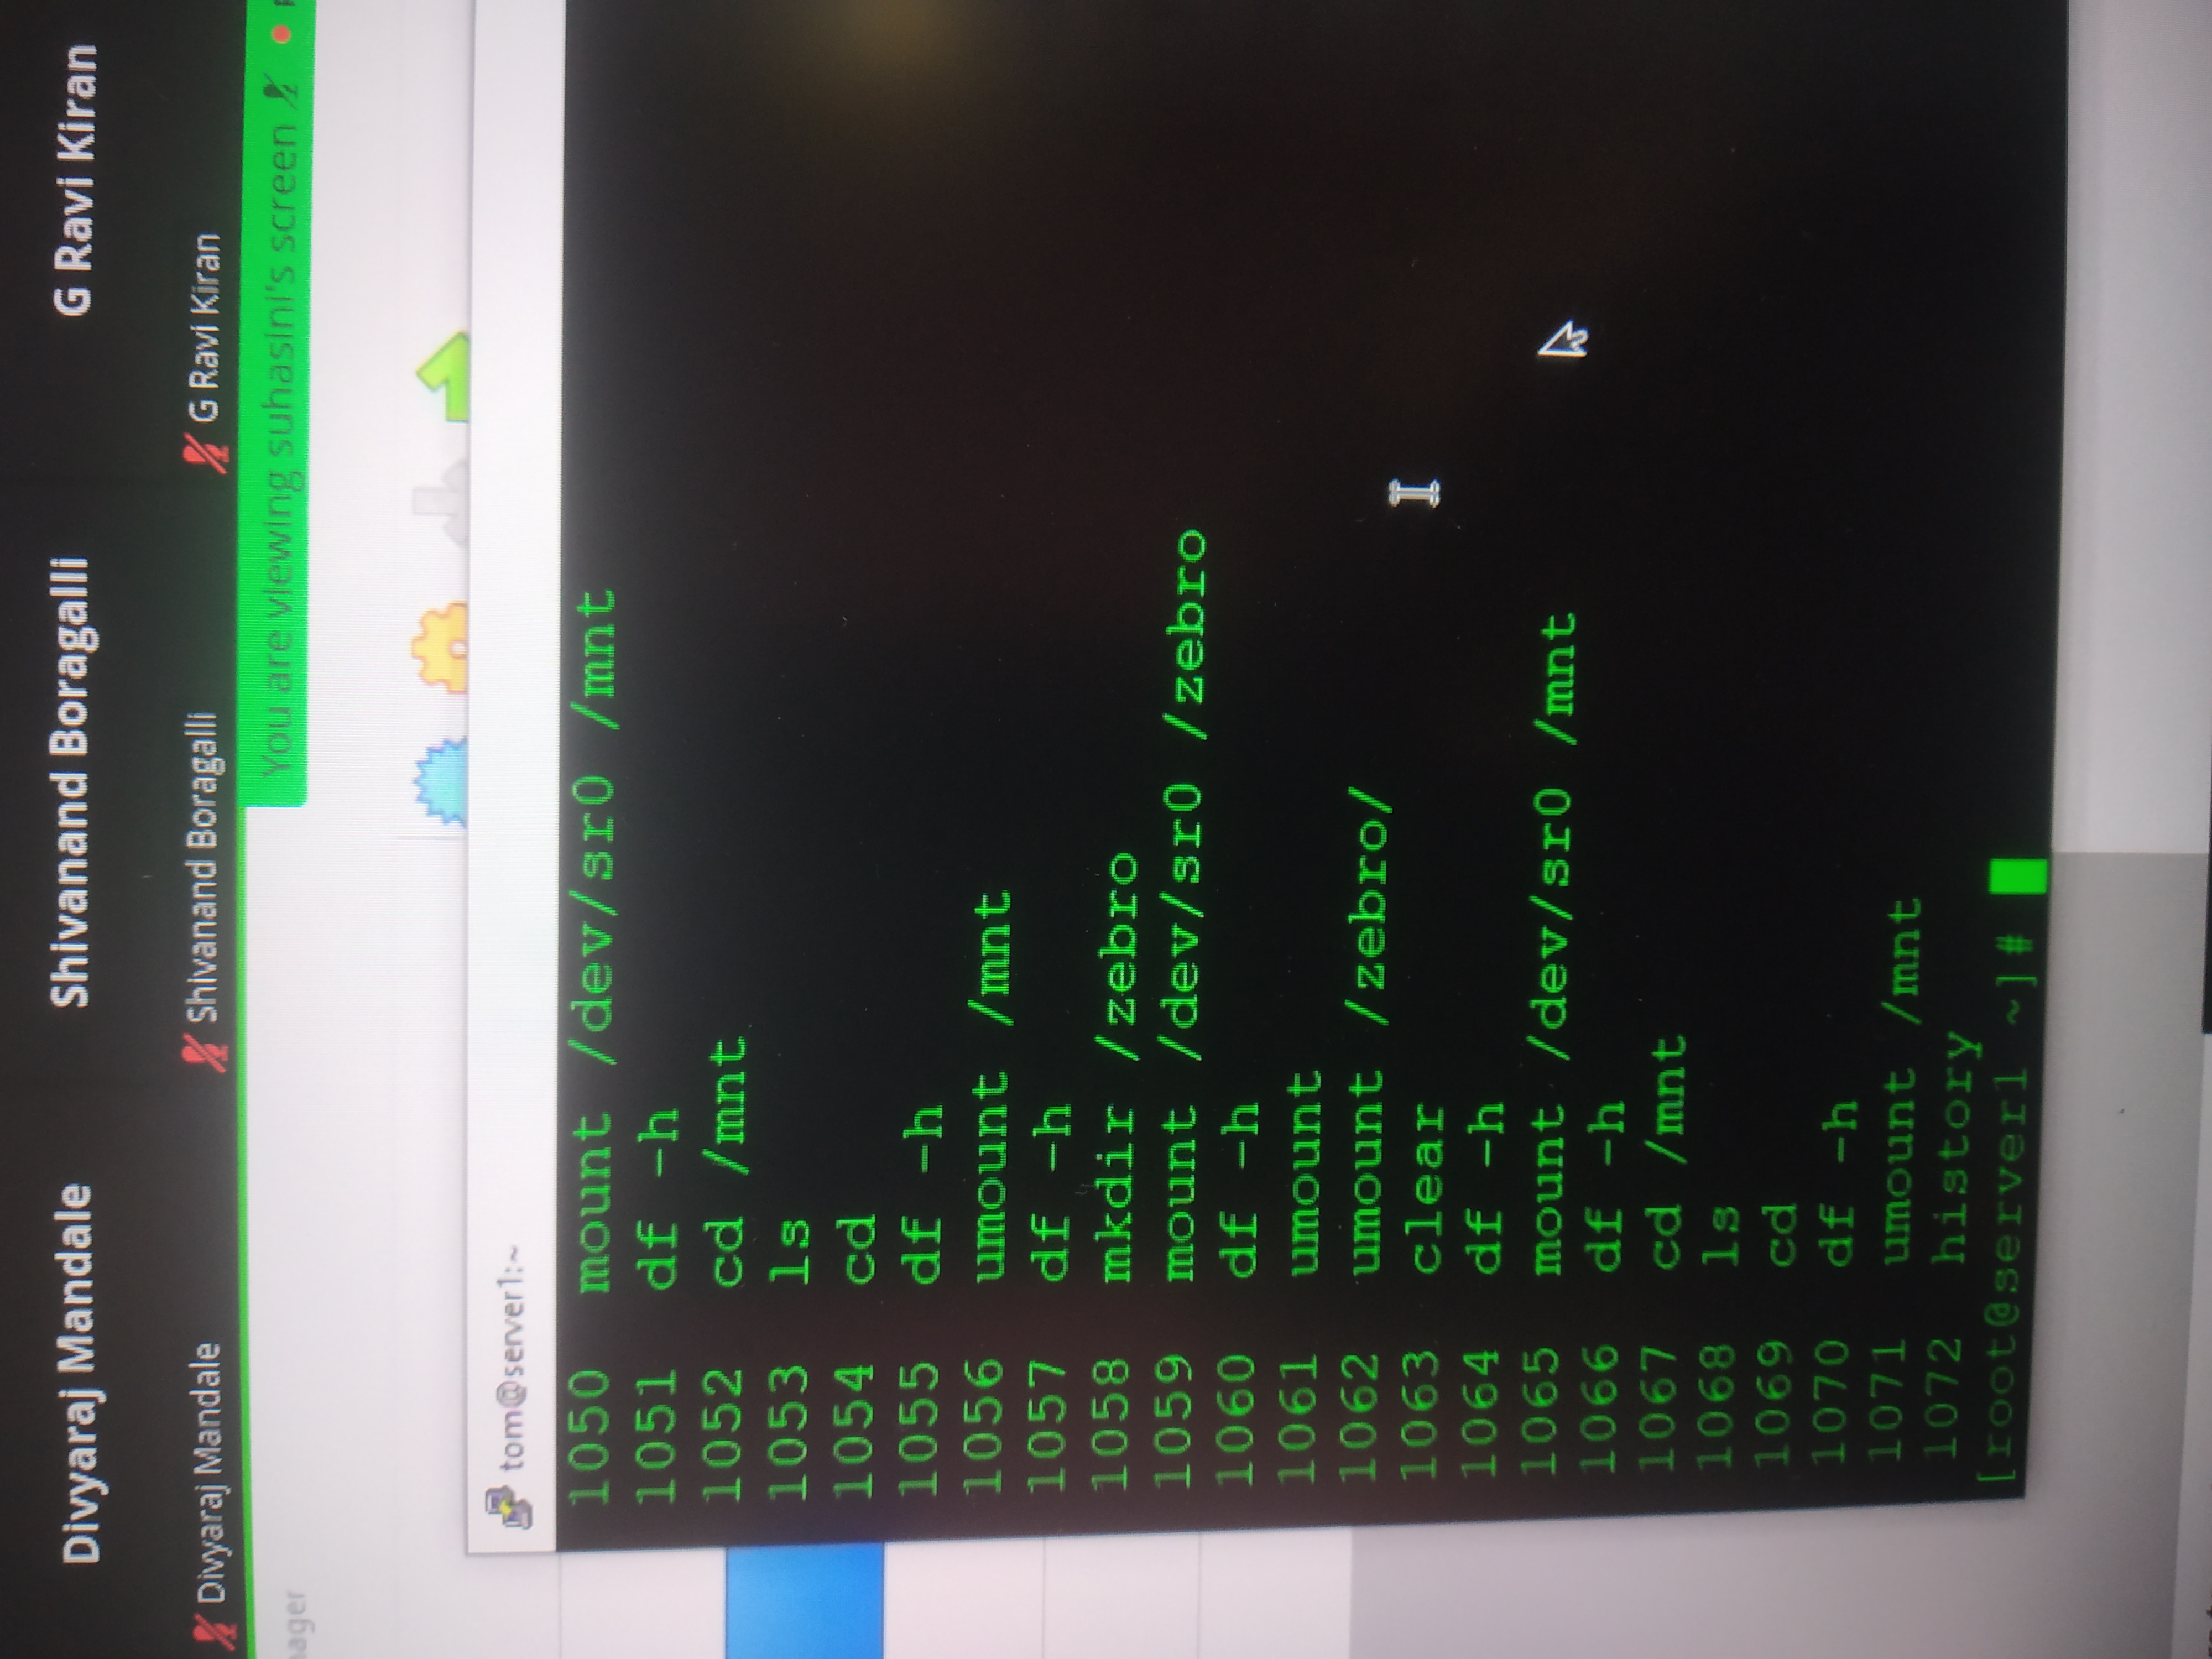 Divyaraj Mandale Shivanand Boragalli G Ravi Kiran
Divyaraj Mandale Shivanand Boragalli G Ravi Kiran
You are viewing suhasini's screen
tom@server1:~
1050 mount /dev/sr0 /mnt
1051 df -h
1052 cd /mnt
1053 ls
1054 cd
1055 df -h
1056 umount /mnt
1057 df -h
1058 mkdir /zebro
1059 mount /dev/sr0 /zebro
1060 df -h
1061 umount
1062 umount /zebro/
1063 clear
1064 df -h
1065 mount /dev/sr0 /mnt
1066 df -h
1067 cd /mnt
1068 ls
1069 cd
1070 df -h
1071 umount /mnt
1072 history
[root@server1 ~]#